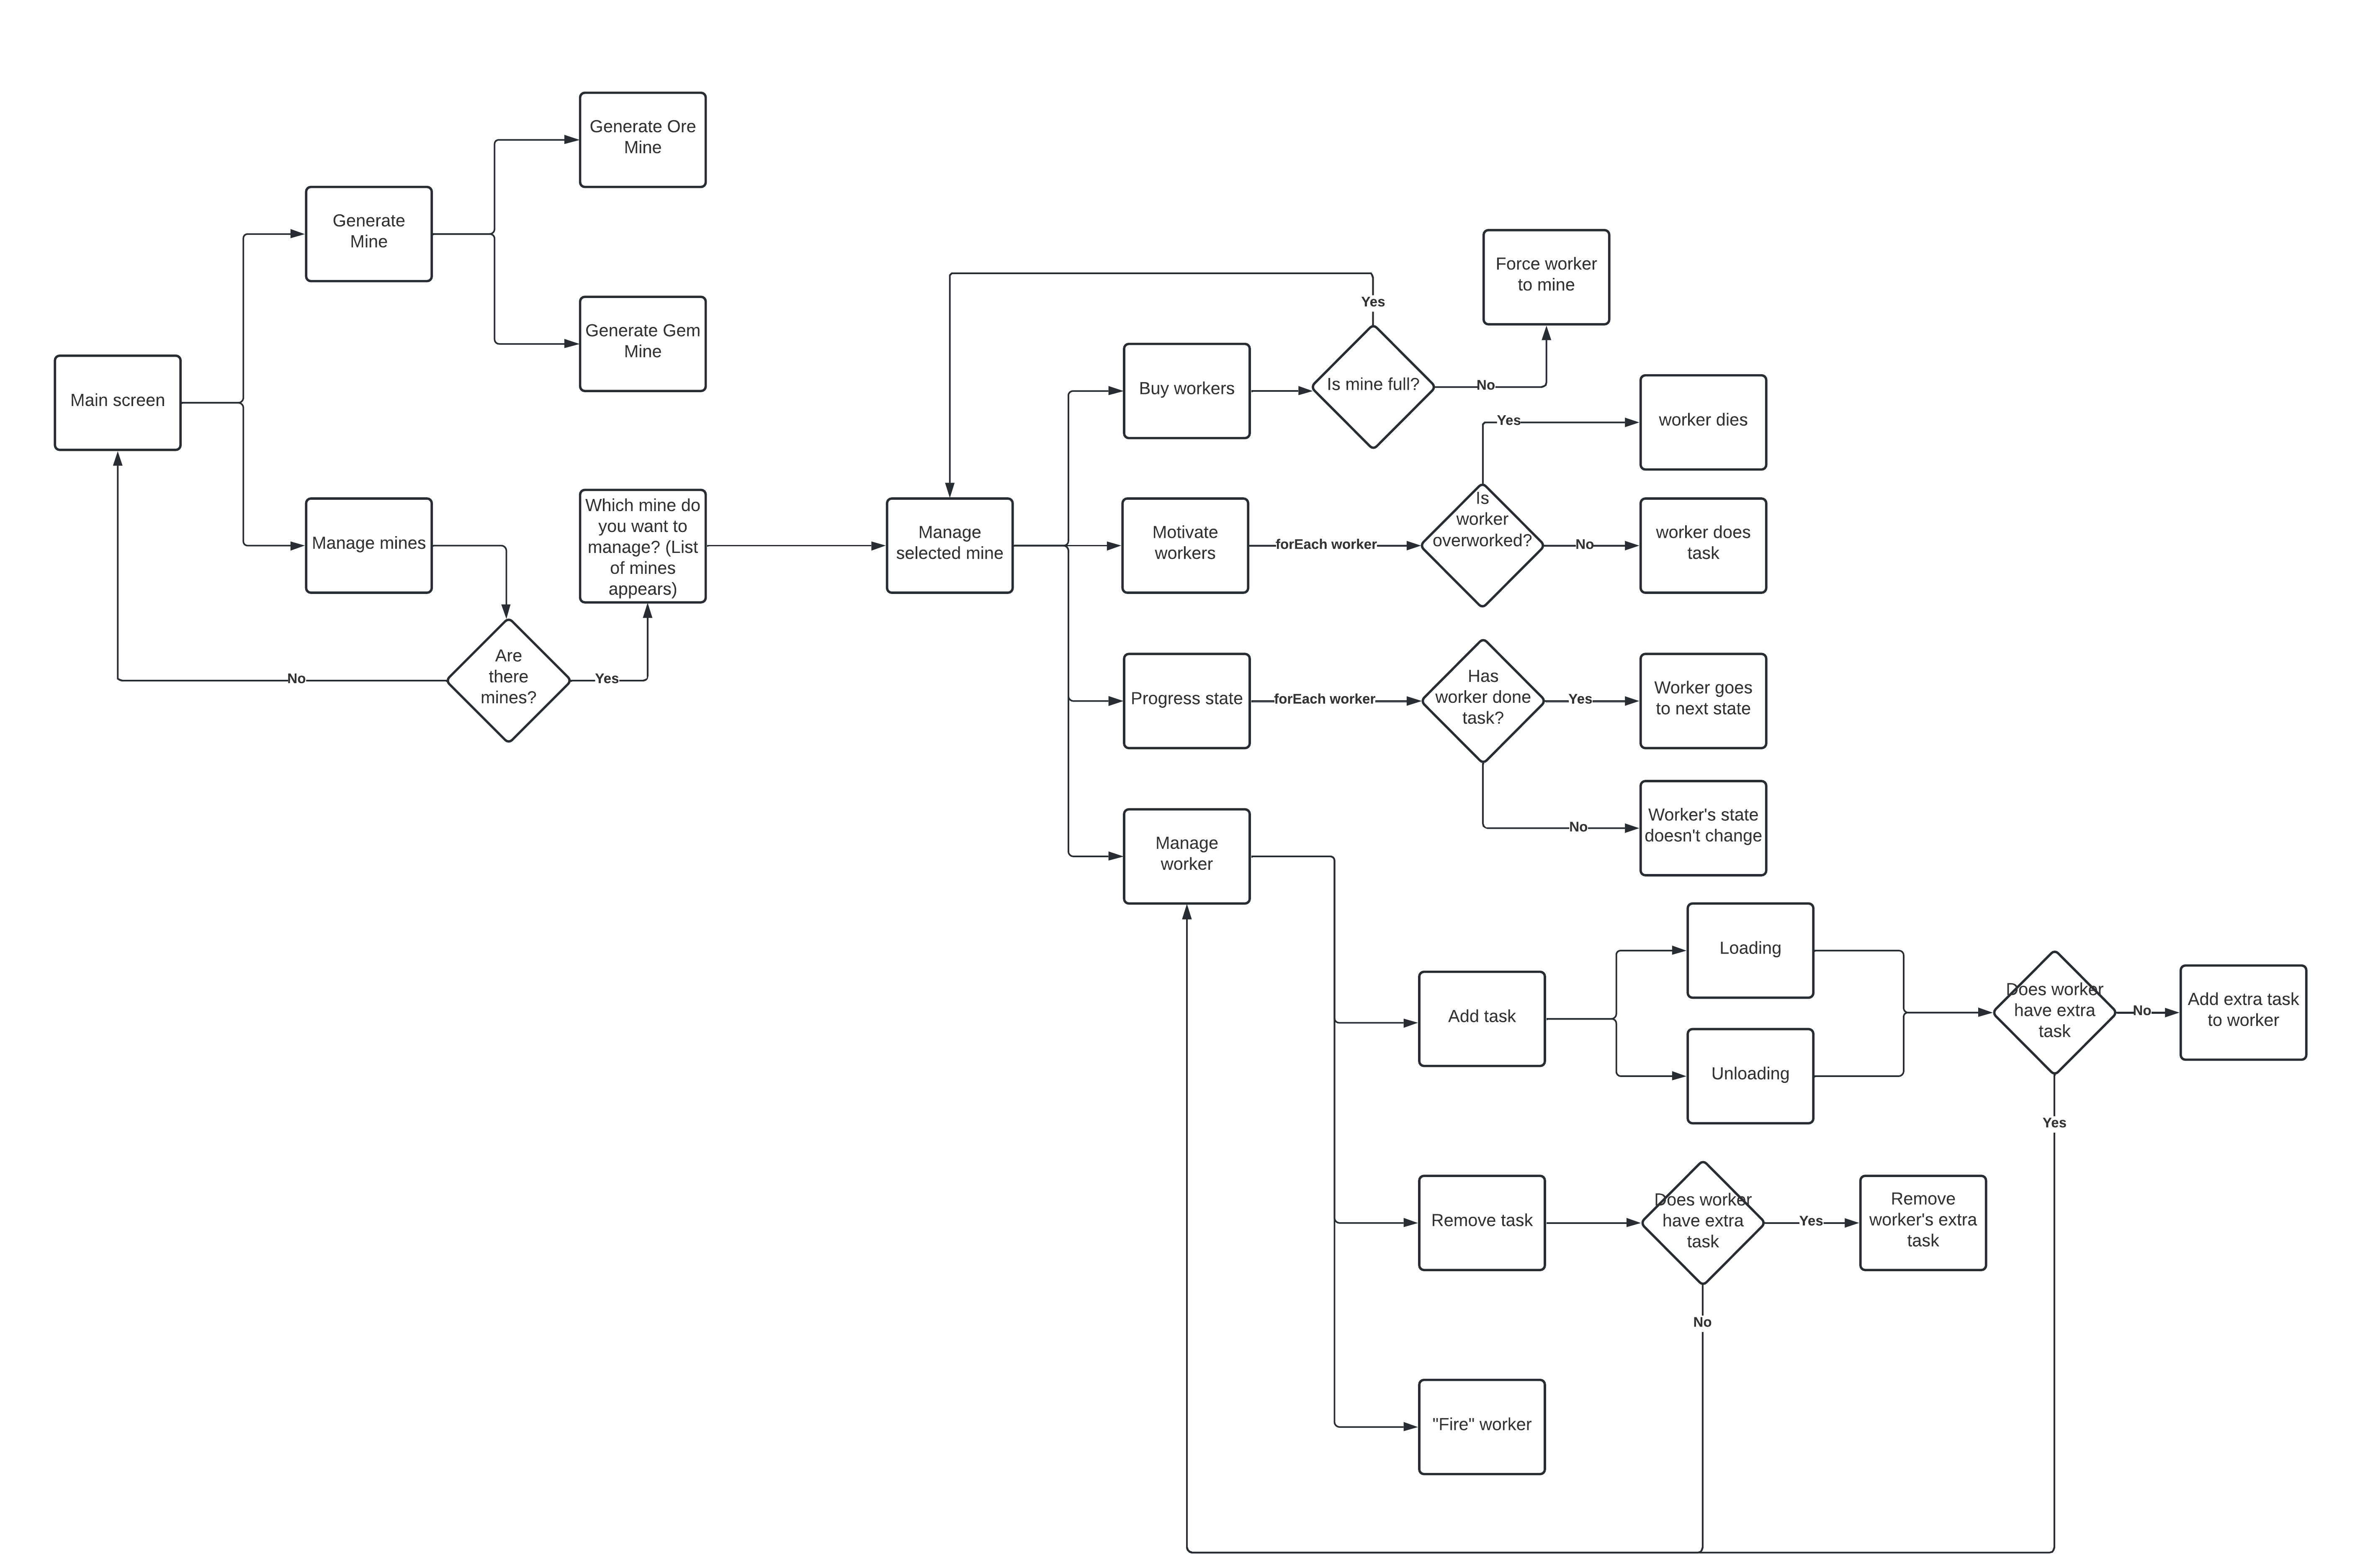 Generate Ore
Mine
Generate
Mine
Generate Gem
Mine
Main screen
Manage mines
Which mine do
you want to
manage? (List
of mines
appears)
Are
there
mines?
No
Yes
Manage
selected mine
Buy workers
Is mine full?
Yes
No
Force worker
to mine
Motivate
workers
forEach worker
Is
worker
overworked?
Yes
worker dies
No
worker does
task
Progress state
forEach worker
Has
worker done
task?
Yes
Worker goes
to next state
No
Worker's state
doesn't change
Manage
worker
Add task
Loading
Unloading
Does worker
have extra
task
No
Add extra task
to worker
Yes
Remove task
Does worker
have extra
task
Yes
Remove
worker's extra
task
No
"Fire" worker